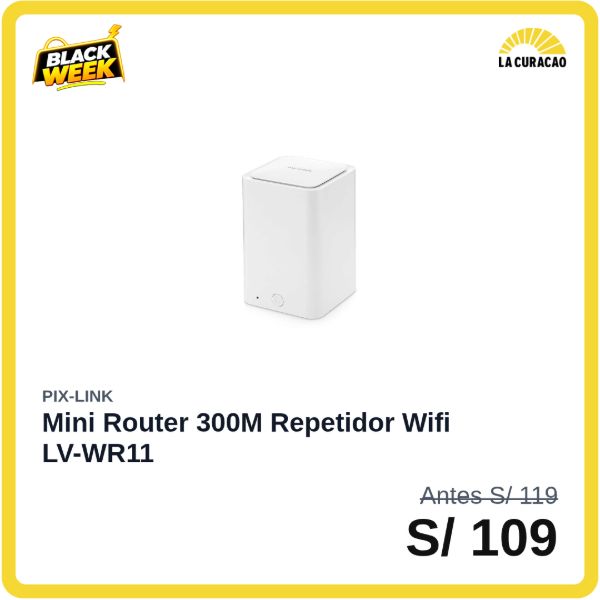 BLACK
WEEK
LA CURACAO
PIX-LINK
Mini Router 300M Repetidor Wifi
LV-WR11
Antes S/ 119
S/ 109